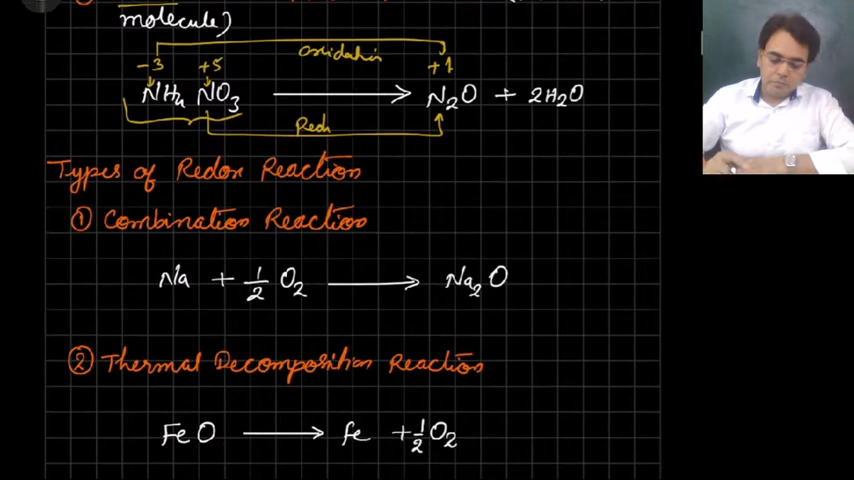 molecule)
oxidation
-3 +5 +1
NH₄ NO₃ ⟶ N₂O + 2H₂O
Redn
Types of Redox Reaction
① Combination Reaction
Na + 1/2 O₂ ⟶ Na₂O
② Thermal Decomposition Reaction
FeO ⟶ Fe + 1/2 O₂